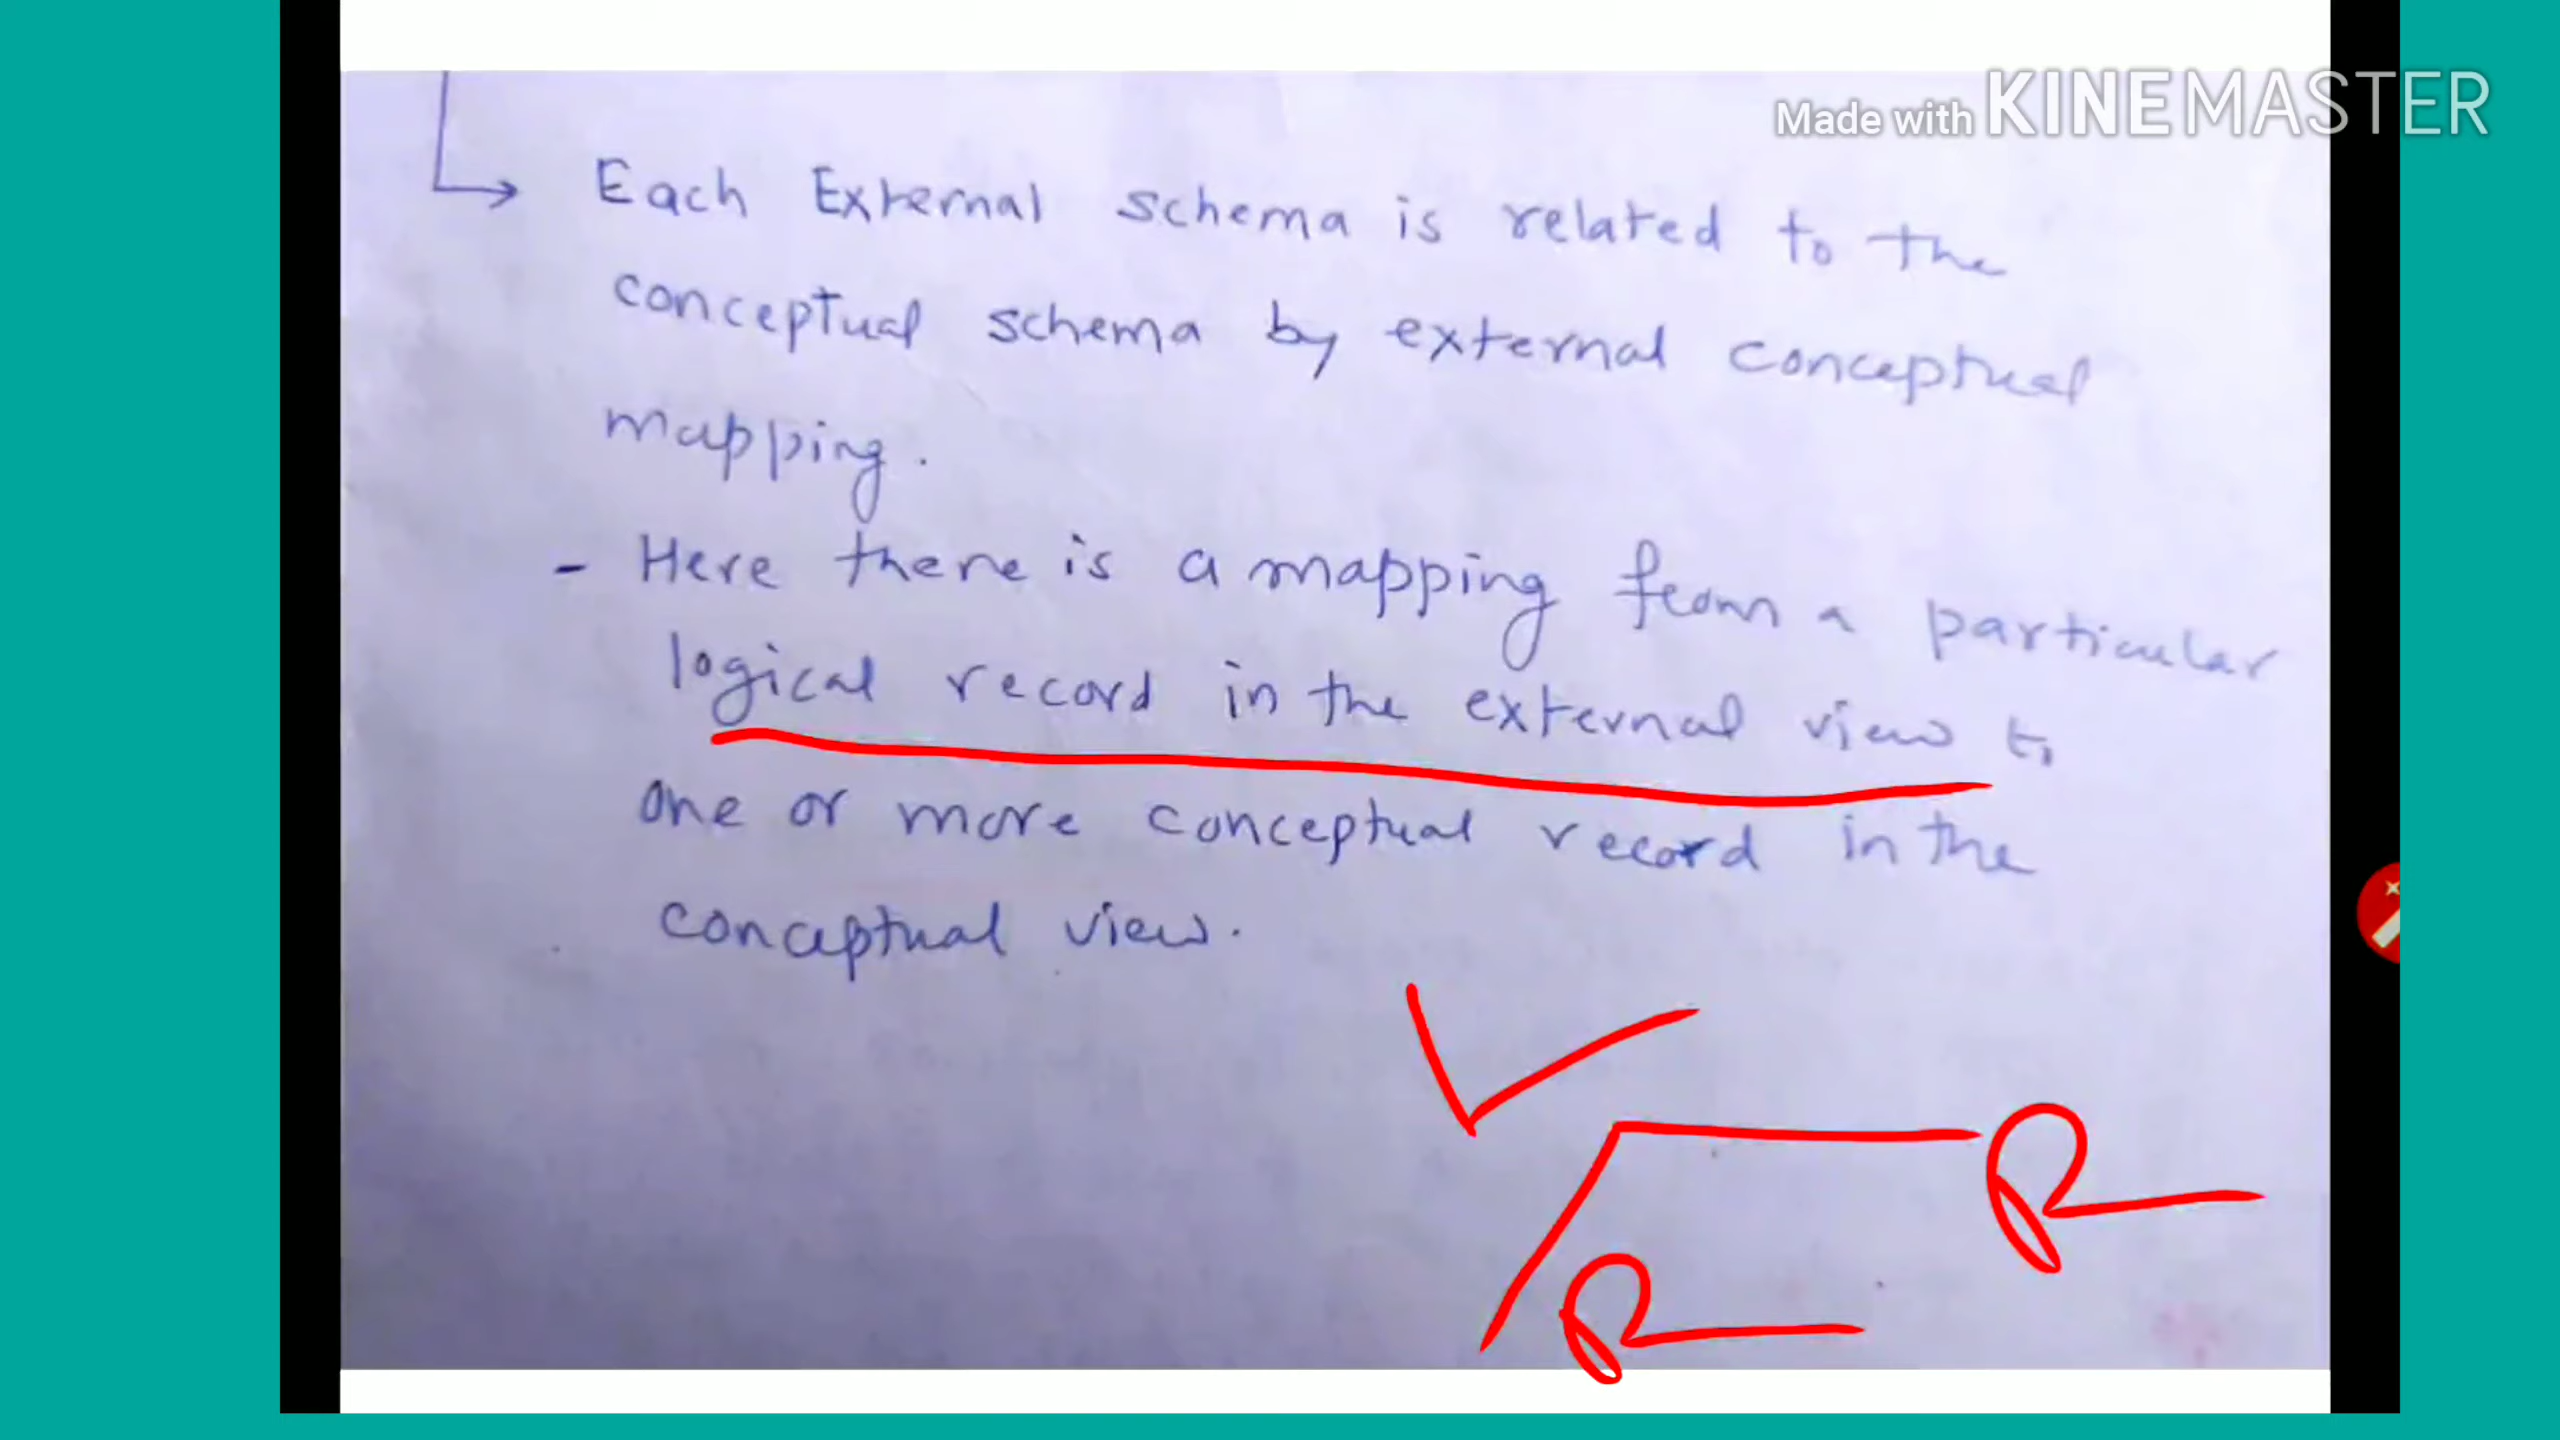 Made with KINEMASTER
Each External schema is related to the
conceptual schema by external conceptual
mapping.
- Here there is a mapping from a particular
logical record in the external view to
one or more conceptual record in the
conceptual view.
R
R